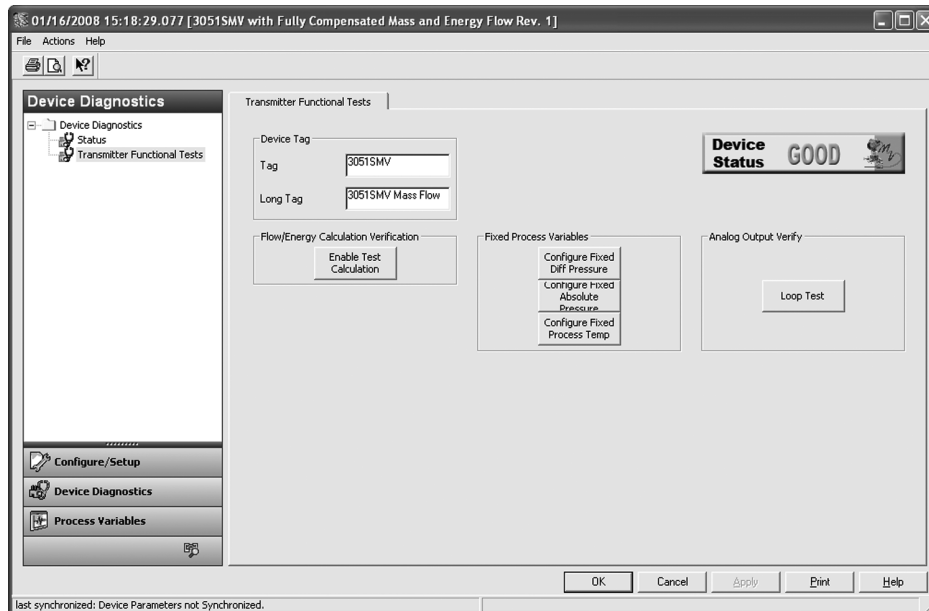 01/16/2008 15:18:29.077 [3051SMV with Fully Compensated Mass and Energy Flow Rev. 1]
File Actions Help
Device Diagnostics
Device Diagnostics
Status
Transmitter Functional Tests
Configure/Setup
Device Diagnostics
Process Variables
Transmitter Functional Tests
Device Tag
Tag
3051SMV
Long Tag
3051SMV Mass Flow
Device
Status
GOOD
Flow/Energy Calculation Verification
Enable Test
Calculation
Fixed Process Variables
Configure Fixed
Diff Pressure
Configure Fixed
Absolute
Pressure
Configure Fixed
Process Temp
Analog Output Verify
Loop Test
OK
Cancel
Apply
Print
Help
last synchronized: Device Parameters not Synchronized.